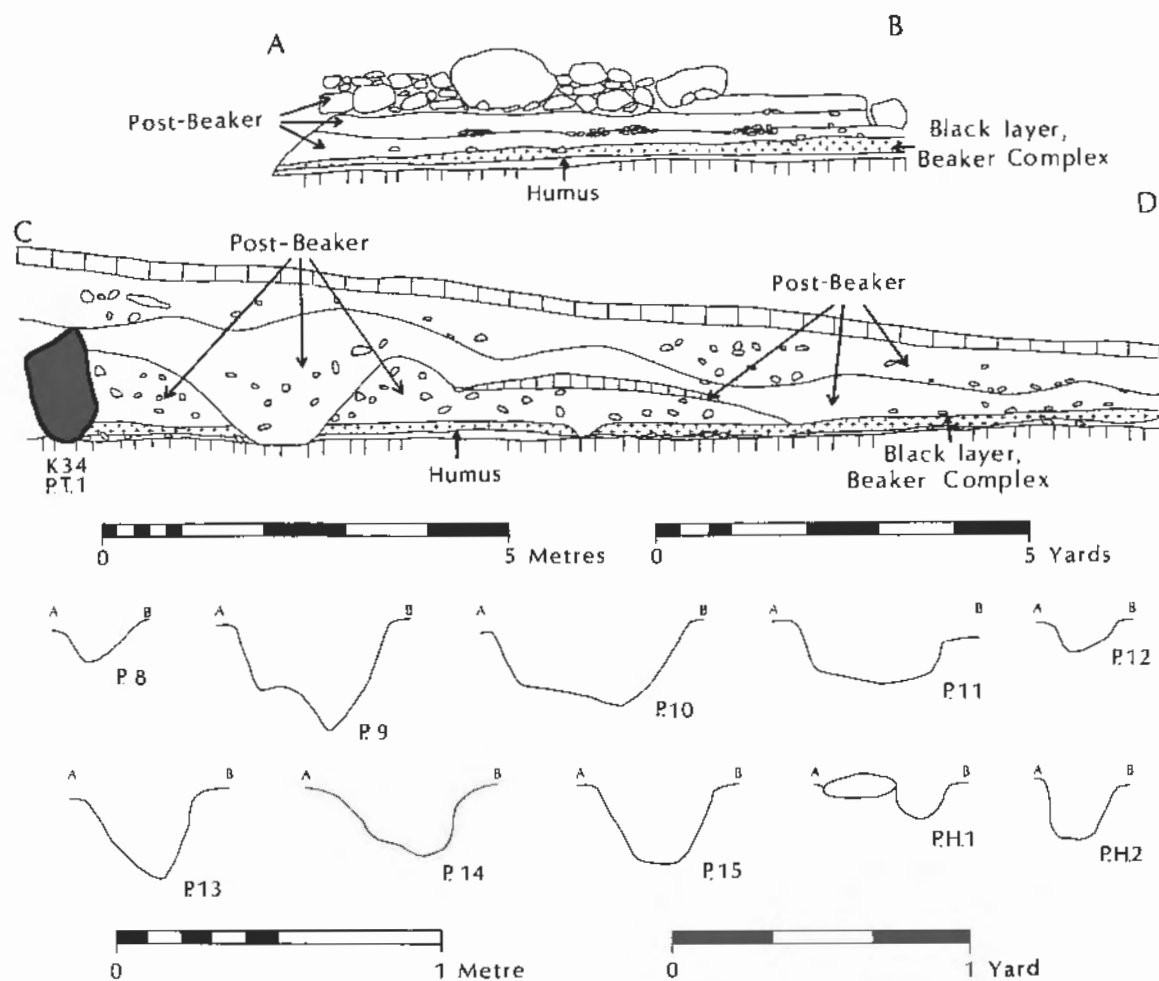 A B
Post-Beaker
Black layer,
Beaker Complex
Humus
C D
Post-Beaker
Post-Beaker
K34
P.T.1
Humus
Black layer,
Beaker Complex
0 5 Metres 0 5 Yards
A B A B A B A B A B
P.8 P.9 P.10 P.11 P.12
A B A B A B A B A B
P.13 P.14 P.15 P.H.1 P.H.2
0 1 Metre 0 1 Yard